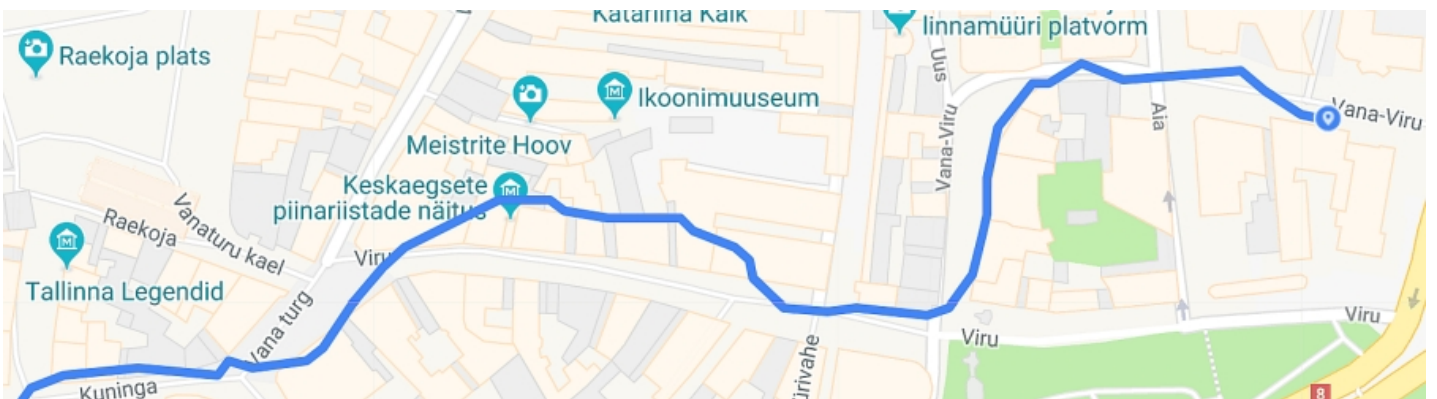 Katariina Käik
linnamüüri platvorm
Raekoja plats
Uus
Ikoonimuuseum
Meistrite Hoov
Aia
Vana-Viru
Vana-Viru
Keskaegsete
piinariistade näitus
Vanaturu kael
Raekoja
Viru
Tallinna Legendid
Vana turg
Viru
Viru
ürivahe
Kuninga
8